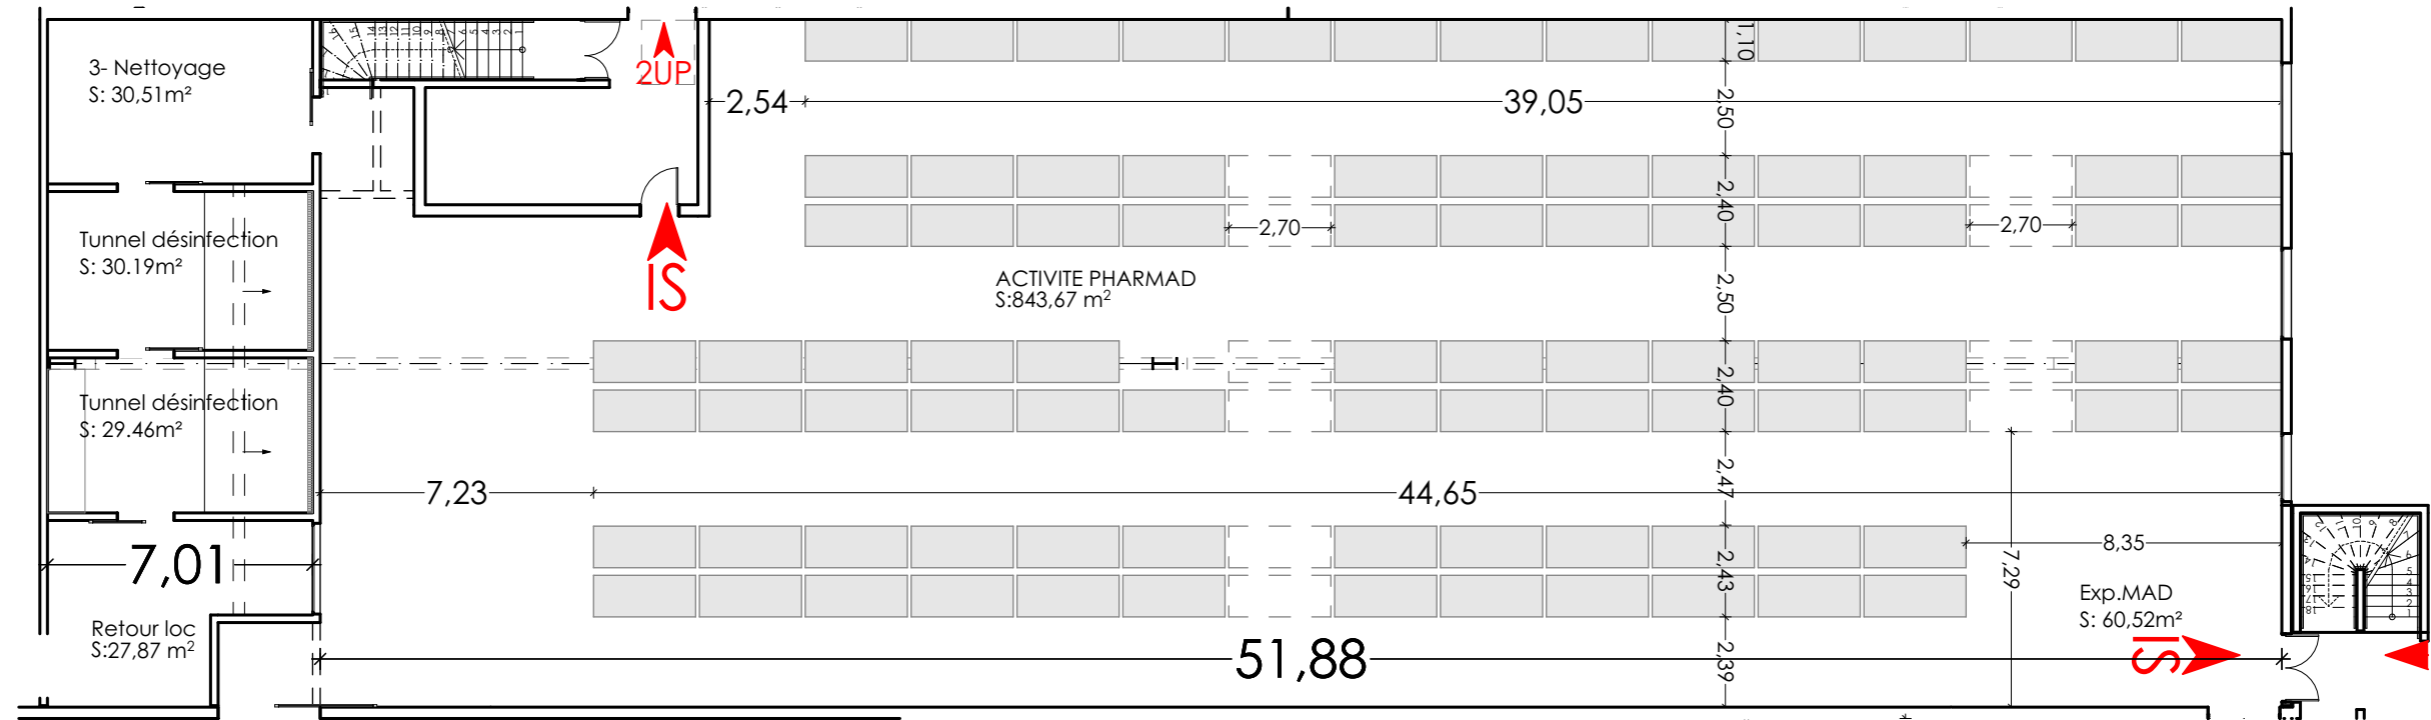 3- Nettoyage
S: 30,51m²
2UP
1,10
2,54
39,05
2,50
2,40
Tunnel désinfection
S: 30.19m²
2,70
2,70
IS
ACTIVITE PHARMAD
S:843,67 m²
2,50
2,40
Tunnel désinfection
S: 29.46m²
7,23
44,65
2,47
7,01
8,35
2,43
7,29
Exp.MAD
S: 60,52m²
Retour loc
S:27,87 m²
51,88
2,39
IS